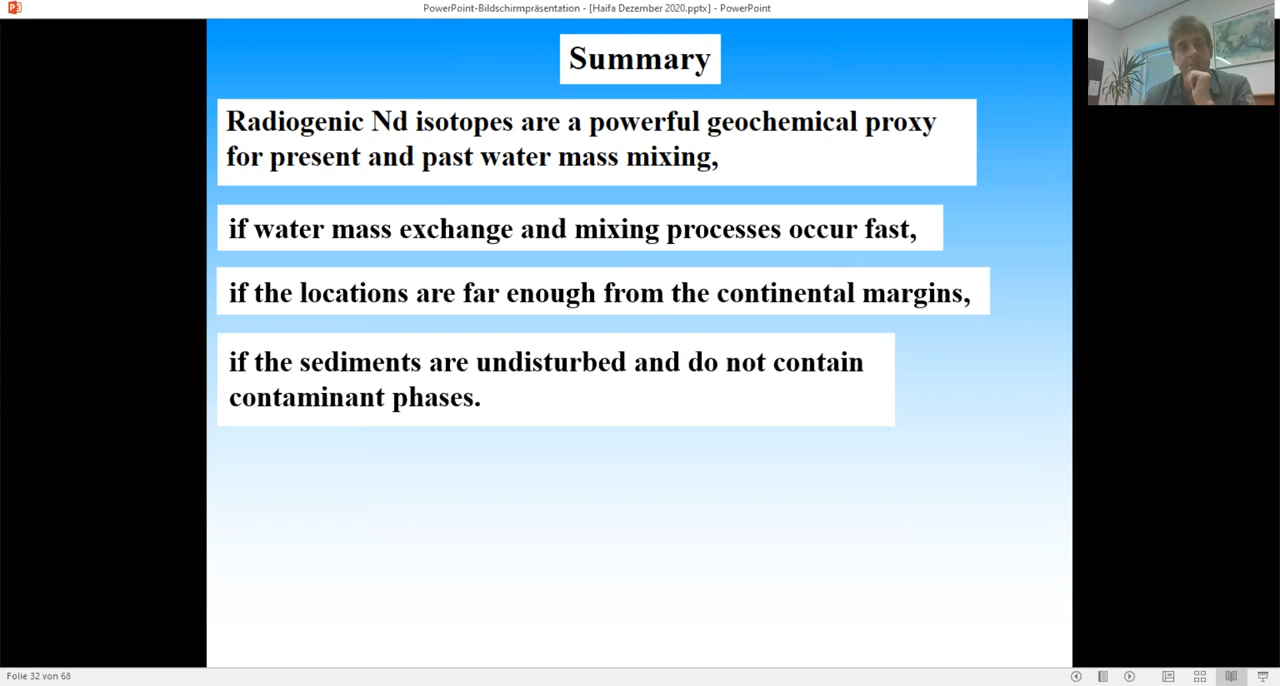 PowerPoint-Bildschirmpräsentation - [Haifa Dezember 2020.pptx] - PowerPoint
Summary
Radiogenic Nd isotopes are a powerful geochemical proxy
for present and past water mass mixing,
if water mass exchange and mixing processes occur fast,
if the locations are far enough from the continental margins,
if the sediments are undisturbed and do not contain
contaminant phases.
Folie 32 von 68